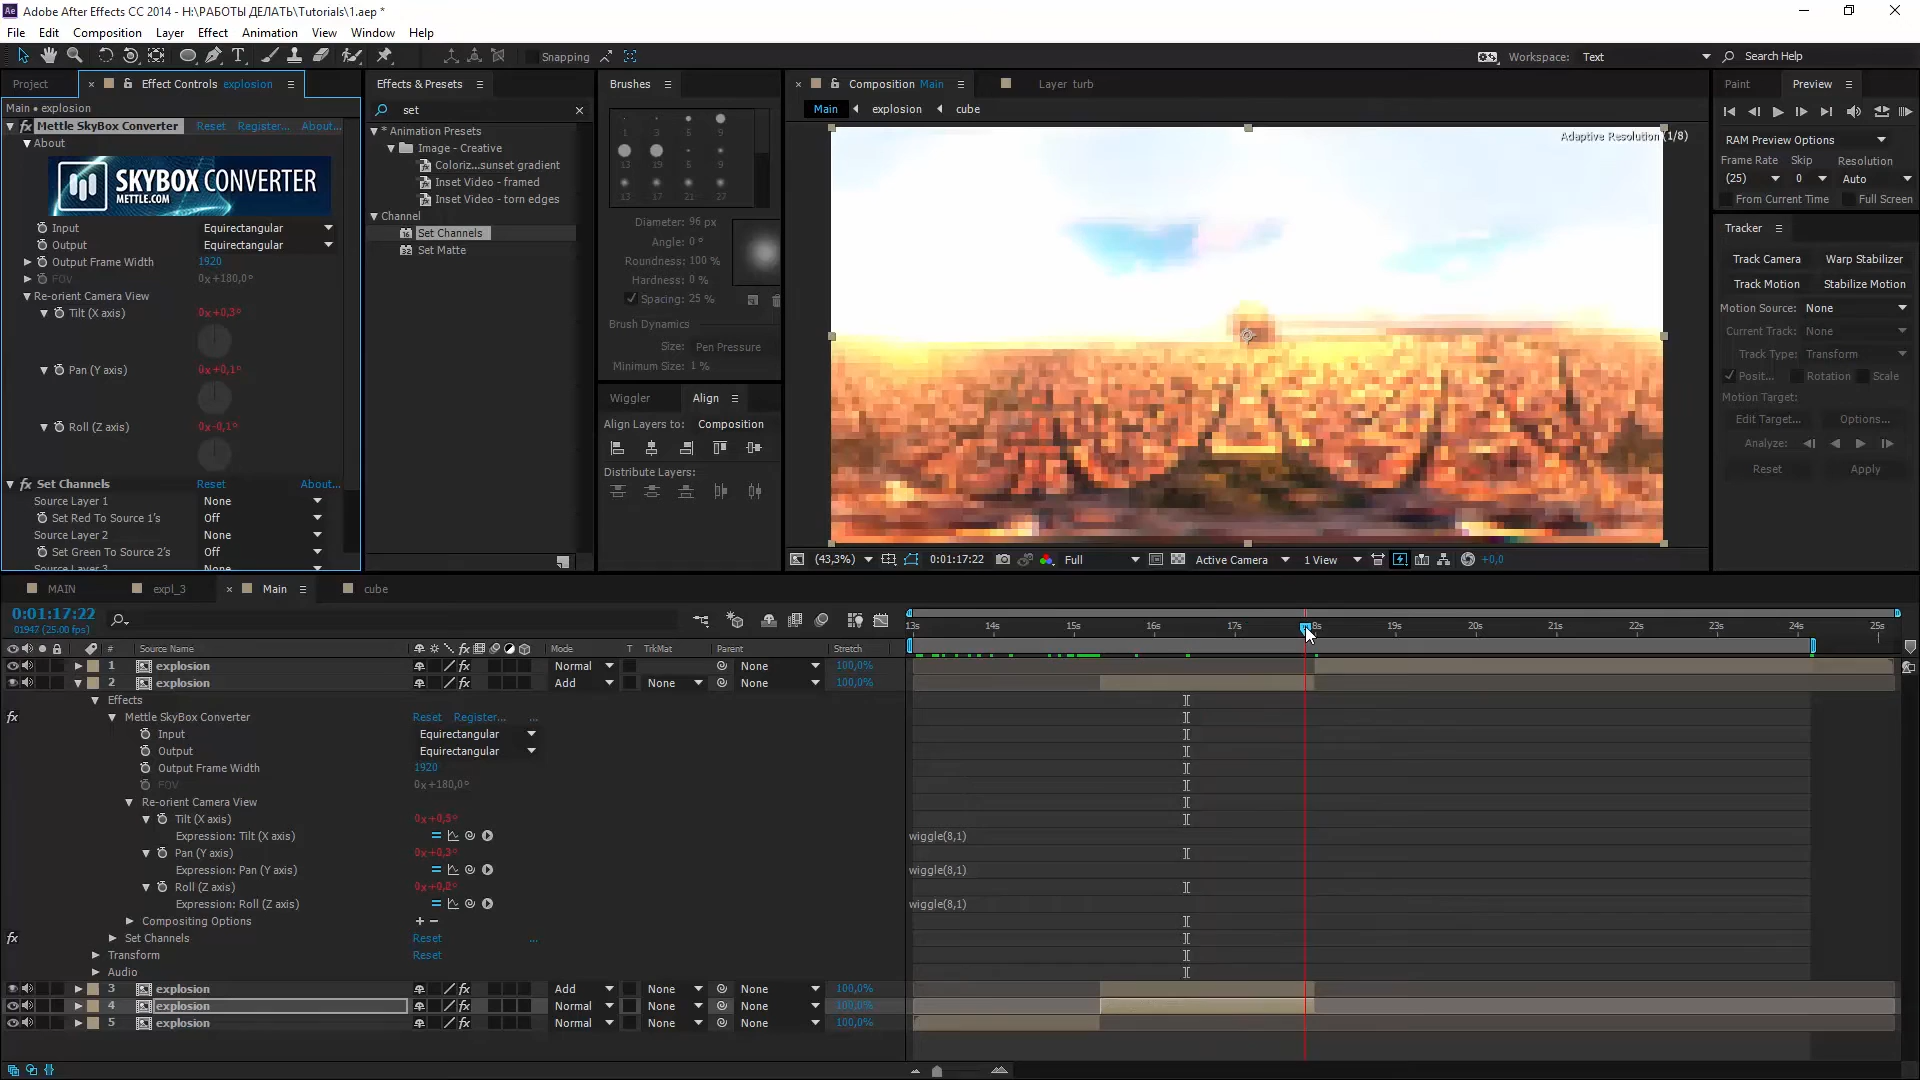 Adobe After Effects CC 2014 - H:\РАБОТЫ ДЕЛАТЬ\Tutorials\1.aep *
File Edit Composition Layer Effect Animation View Window Help
Snapping
Workspace: Text
Search Help
Project
Effect Controls explosion
Main • explosion
Mettle SkyBox Converter Reset Register... About...
About
SKYBOX CONVERTER
METTLE.COM
Input Equirectangular
Output Equirectangular
Output Frame Width 1920
FOV 0x+180,0°
Re-orient Camera View
Tilt (X axis) 0x+0,3°
Pan (Y axis) 0x+0,1°
Roll (Z axis) 0x-0,1°
Set Channels Reset About...
Source Layer 1 None
Set Red To Source 1's Off
Source Layer 2 None
Set Green To Source 2's Off
Source Layer 3 None
Effects & Presets
set
* Animation Presets
Image - Creative
Coloriz...sunset gradient
Inset Video - framed
Inset Video - torn edges
Channel
Set Channels
Set Matte
Brushes
1 3 5 9
13 19 5 9
13 17 21 27
Diameter: 96 px
Angle: 0°
Roundness: 100 %
Hardness: 0 %
Spacing: 25 %
Brush Dynamics
Size: Pen Pressure
Minimum Size: 1 %
Wiggler Align
Align Layers to: Composition
Distribute Layers:
Composition Main
Layer turb
Main explosion cube
Adaptive Resolution (1/8)
(43,3%) 0:01:17:22 Full Active Camera 1 View +0,0
Paint Preview
RAM Preview Options
Frame Rate Skip Resolution
(25) 0 Auto
From Current Time Full Screen
Tracker
Track Camera Warp Stabilizer
Track Motion Stabilize Motion
Motion Source: None
Current Track: None
Track Type: Transform
Posit... Rotation Scale
Motion Target:
Edit Target... Options...
Analyze:
Reset Apply
MAIN expl_3 Main cube
0:01:17:22
01947 (25.00 fps)
13s 14s 15s 16s 17s 8s 19s 20s 21s 22s 23s 24s 25s
# Source Name Mode T TrkMat Parent Stretch
1 explosion Normal None 100,0%
2 explosion Add None None 100,0%
Effects
Mettle SkyBox Converter Reset Register... ...
Input Equirectangular
Output Equirectangular
Output Frame Width 1920
FOV 0x+180,0°
Re-orient Camera View
Tilt (X axis) 0x+0,5°
Expression: Tilt (X axis) wiggle(8,1)
Pan (Y axis) 0x+0,3°
Expression: Pan (Y axis) wiggle(8,1)
Roll (Z axis) 0x+0,2°
Expression: Roll (Z axis) wiggle(8,1)
Compositing Options + −
Set Channels Reset ...
Transform Reset
Audio
3 explosion Add None None 100,0%
4 explosion Normal None None 100,0%
5 explosion Normal None None 100,0%